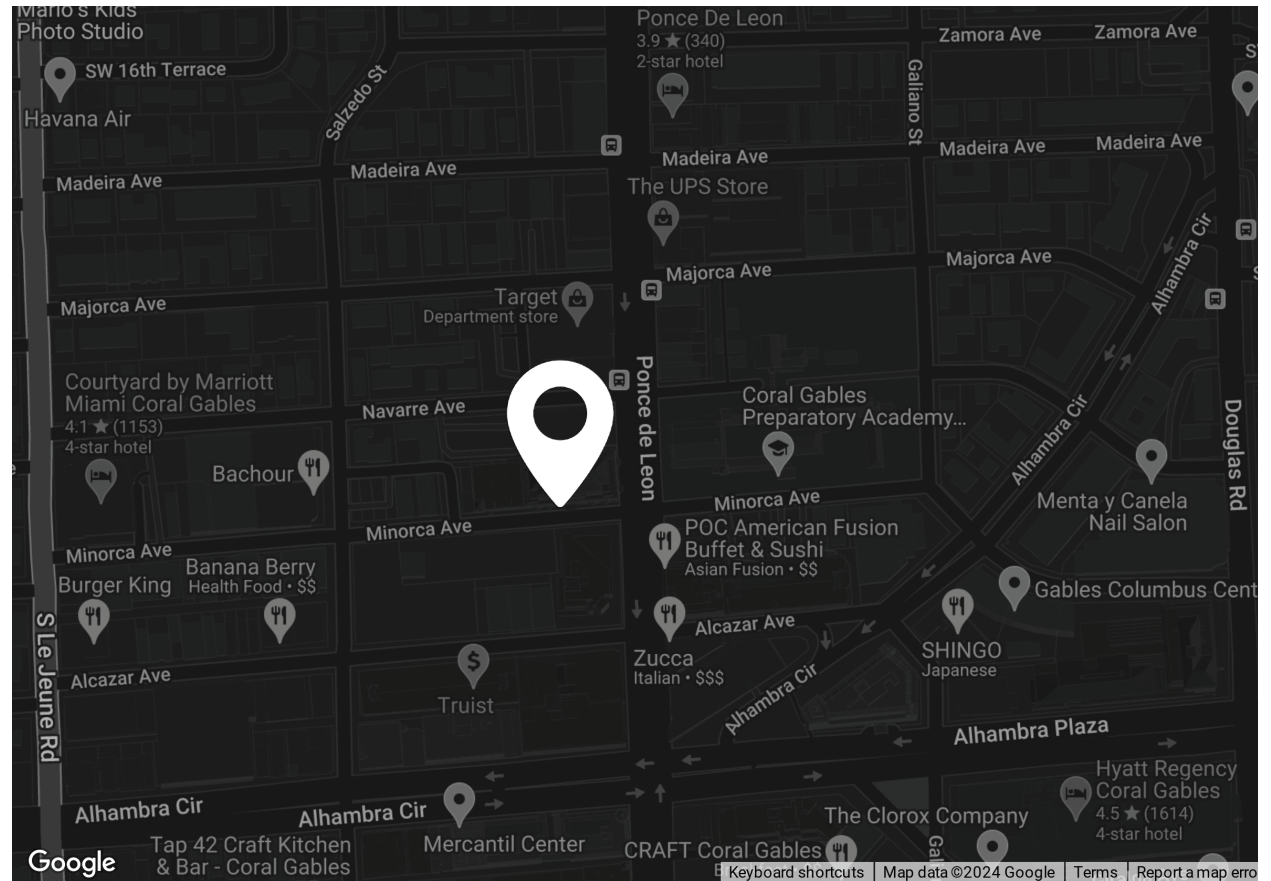 Mario's Kids
Photo Studio
Ponce De Leon
3.9 ★ (340)
2-star hotel
Zamora Ave
Zamora Ave
SW 16th Terrace
Salzedo St
Galiano St
Havana Air
Madeira Ave
Madeira Ave
Madeira Ave
Madeira Ave
Madeira Ave
The UPS Store
Majorca Ave
Majorca Ave
Majorca Ave
Alhambra Cir
Target
Department store
Courtyard by Marriott
Miami Coral Gables
4.1 ★ (1153)
4-star hotel
Navarre Ave
Ponce de Leon
Coral Gables
Preparatory Academy...
Alhambra Cir
Douglas Rd
Bachour
Minorca Ave
Minorca Ave
Minorca Ave
Menta y Canela
Nail Salon
POC American Fusion
Buffet & Sushi
Asian Fusion • $$
Banana Berry
Health Food • $$
Burger King
Gables Columbus Cent
S Le Jeune Rd
Alcazar Ave
Alcazar Ave
Zucca
Italian • $$$
SHINGO
Japanese
Truist
Alhambra Cir
Alhambra Plaza
Alhambra Cir
Alhambra Cir
Hyatt Regency
Coral Gables
4.5 ★ (1614)
4-star hotel
The Clorox Company
Mercantil Center
Tap 42 Craft Kitchen
& Bar - Coral Gables
CRAFT Coral Gables
Gal
Google
Keyboard shortcuts
Map data ©2024 Google
Terms
Report a map erro